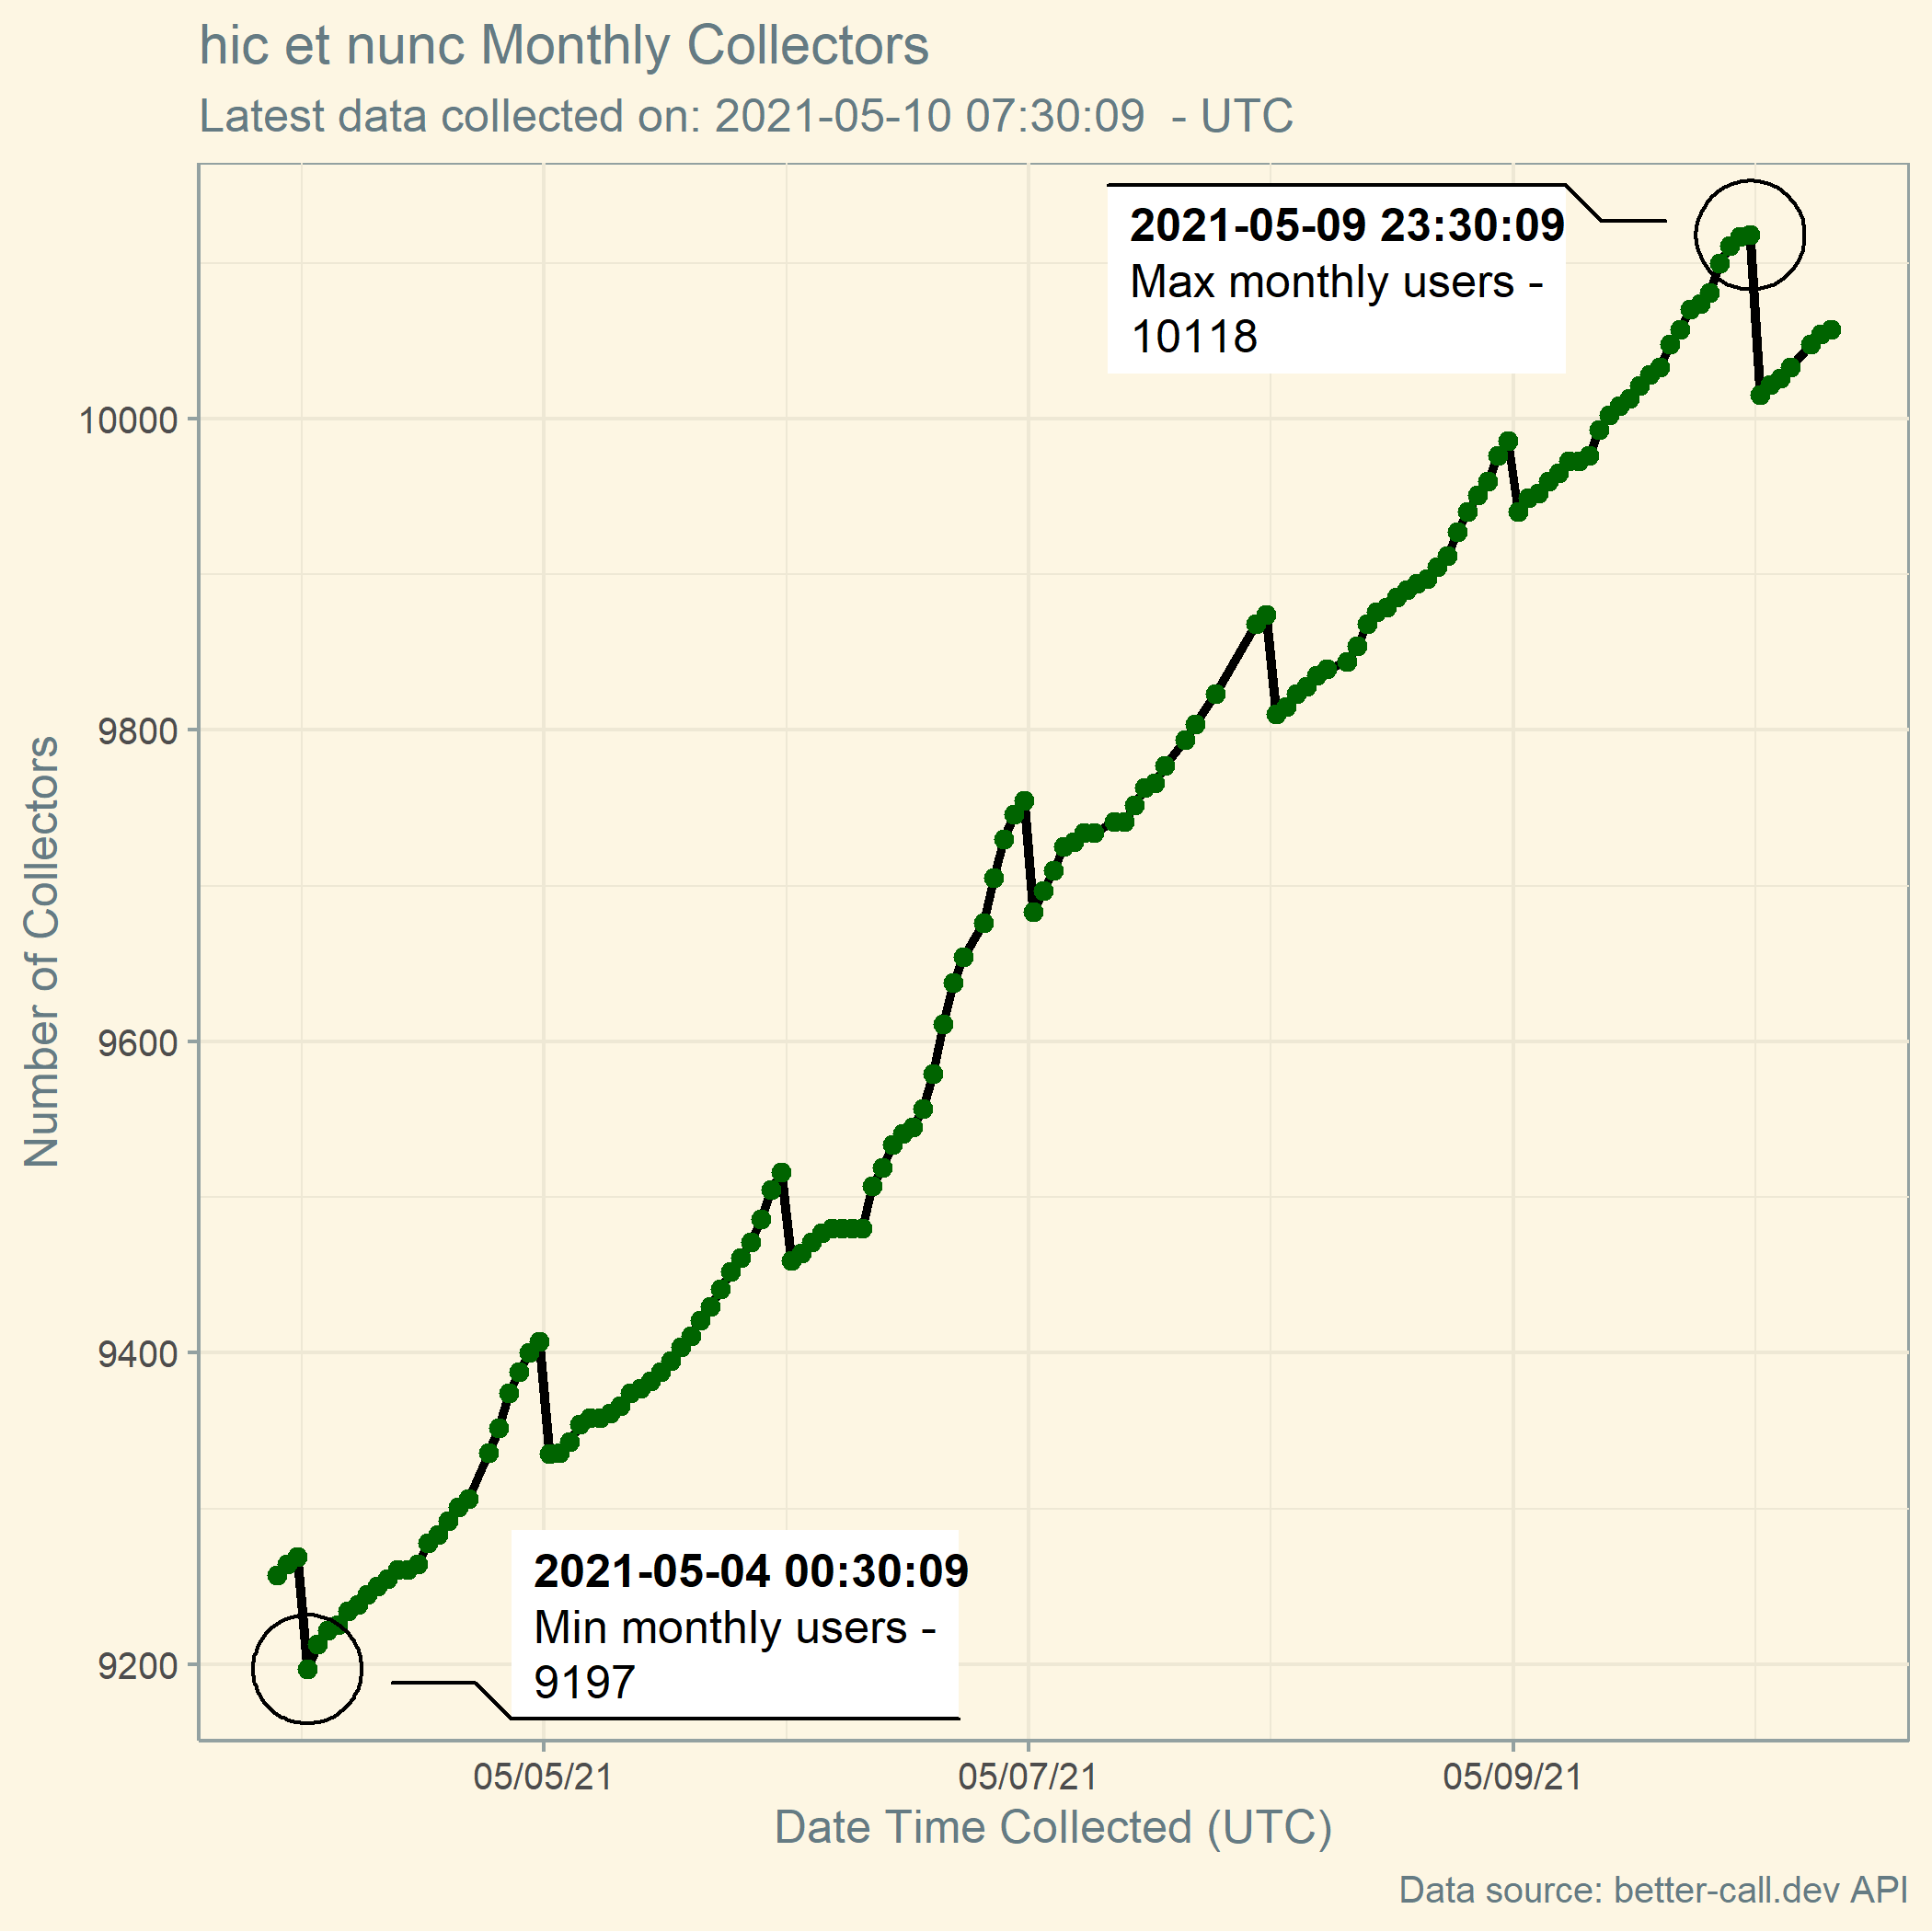 hic et nunc Monthly Collectors
Latest data collected on: 2021-05-10 07:30:09  - UTC
2021-05-09 23:30:09
Max monthly users -
10118
10000
9800
9600
9400
9200
Number of Collectors
2021-05-04 00:30:09
Min monthly users -
9197
05/05/21
05/07/21
05/09/21
Date Time Collected (UTC)
Data source: better-call.dev API